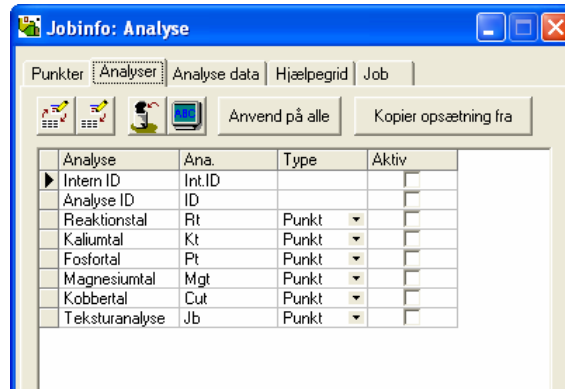 Jobinfo: Analyse
Punkter Analyser Analyse data Hjælpegrid Job
ABC Anvend på alle Kopier opsætning fra
Analyse Ana. Type Aktiv
Intern ID Int.ID
Analyse ID ID
Reaktionstal Rt Punkt
Kaliumtal Kt Punkt
Fosfortal Pt Punkt
Magnesiumtal Mgt Punkt
Kobbertal Cut Punkt
Teksturanalyse Jb Punkt